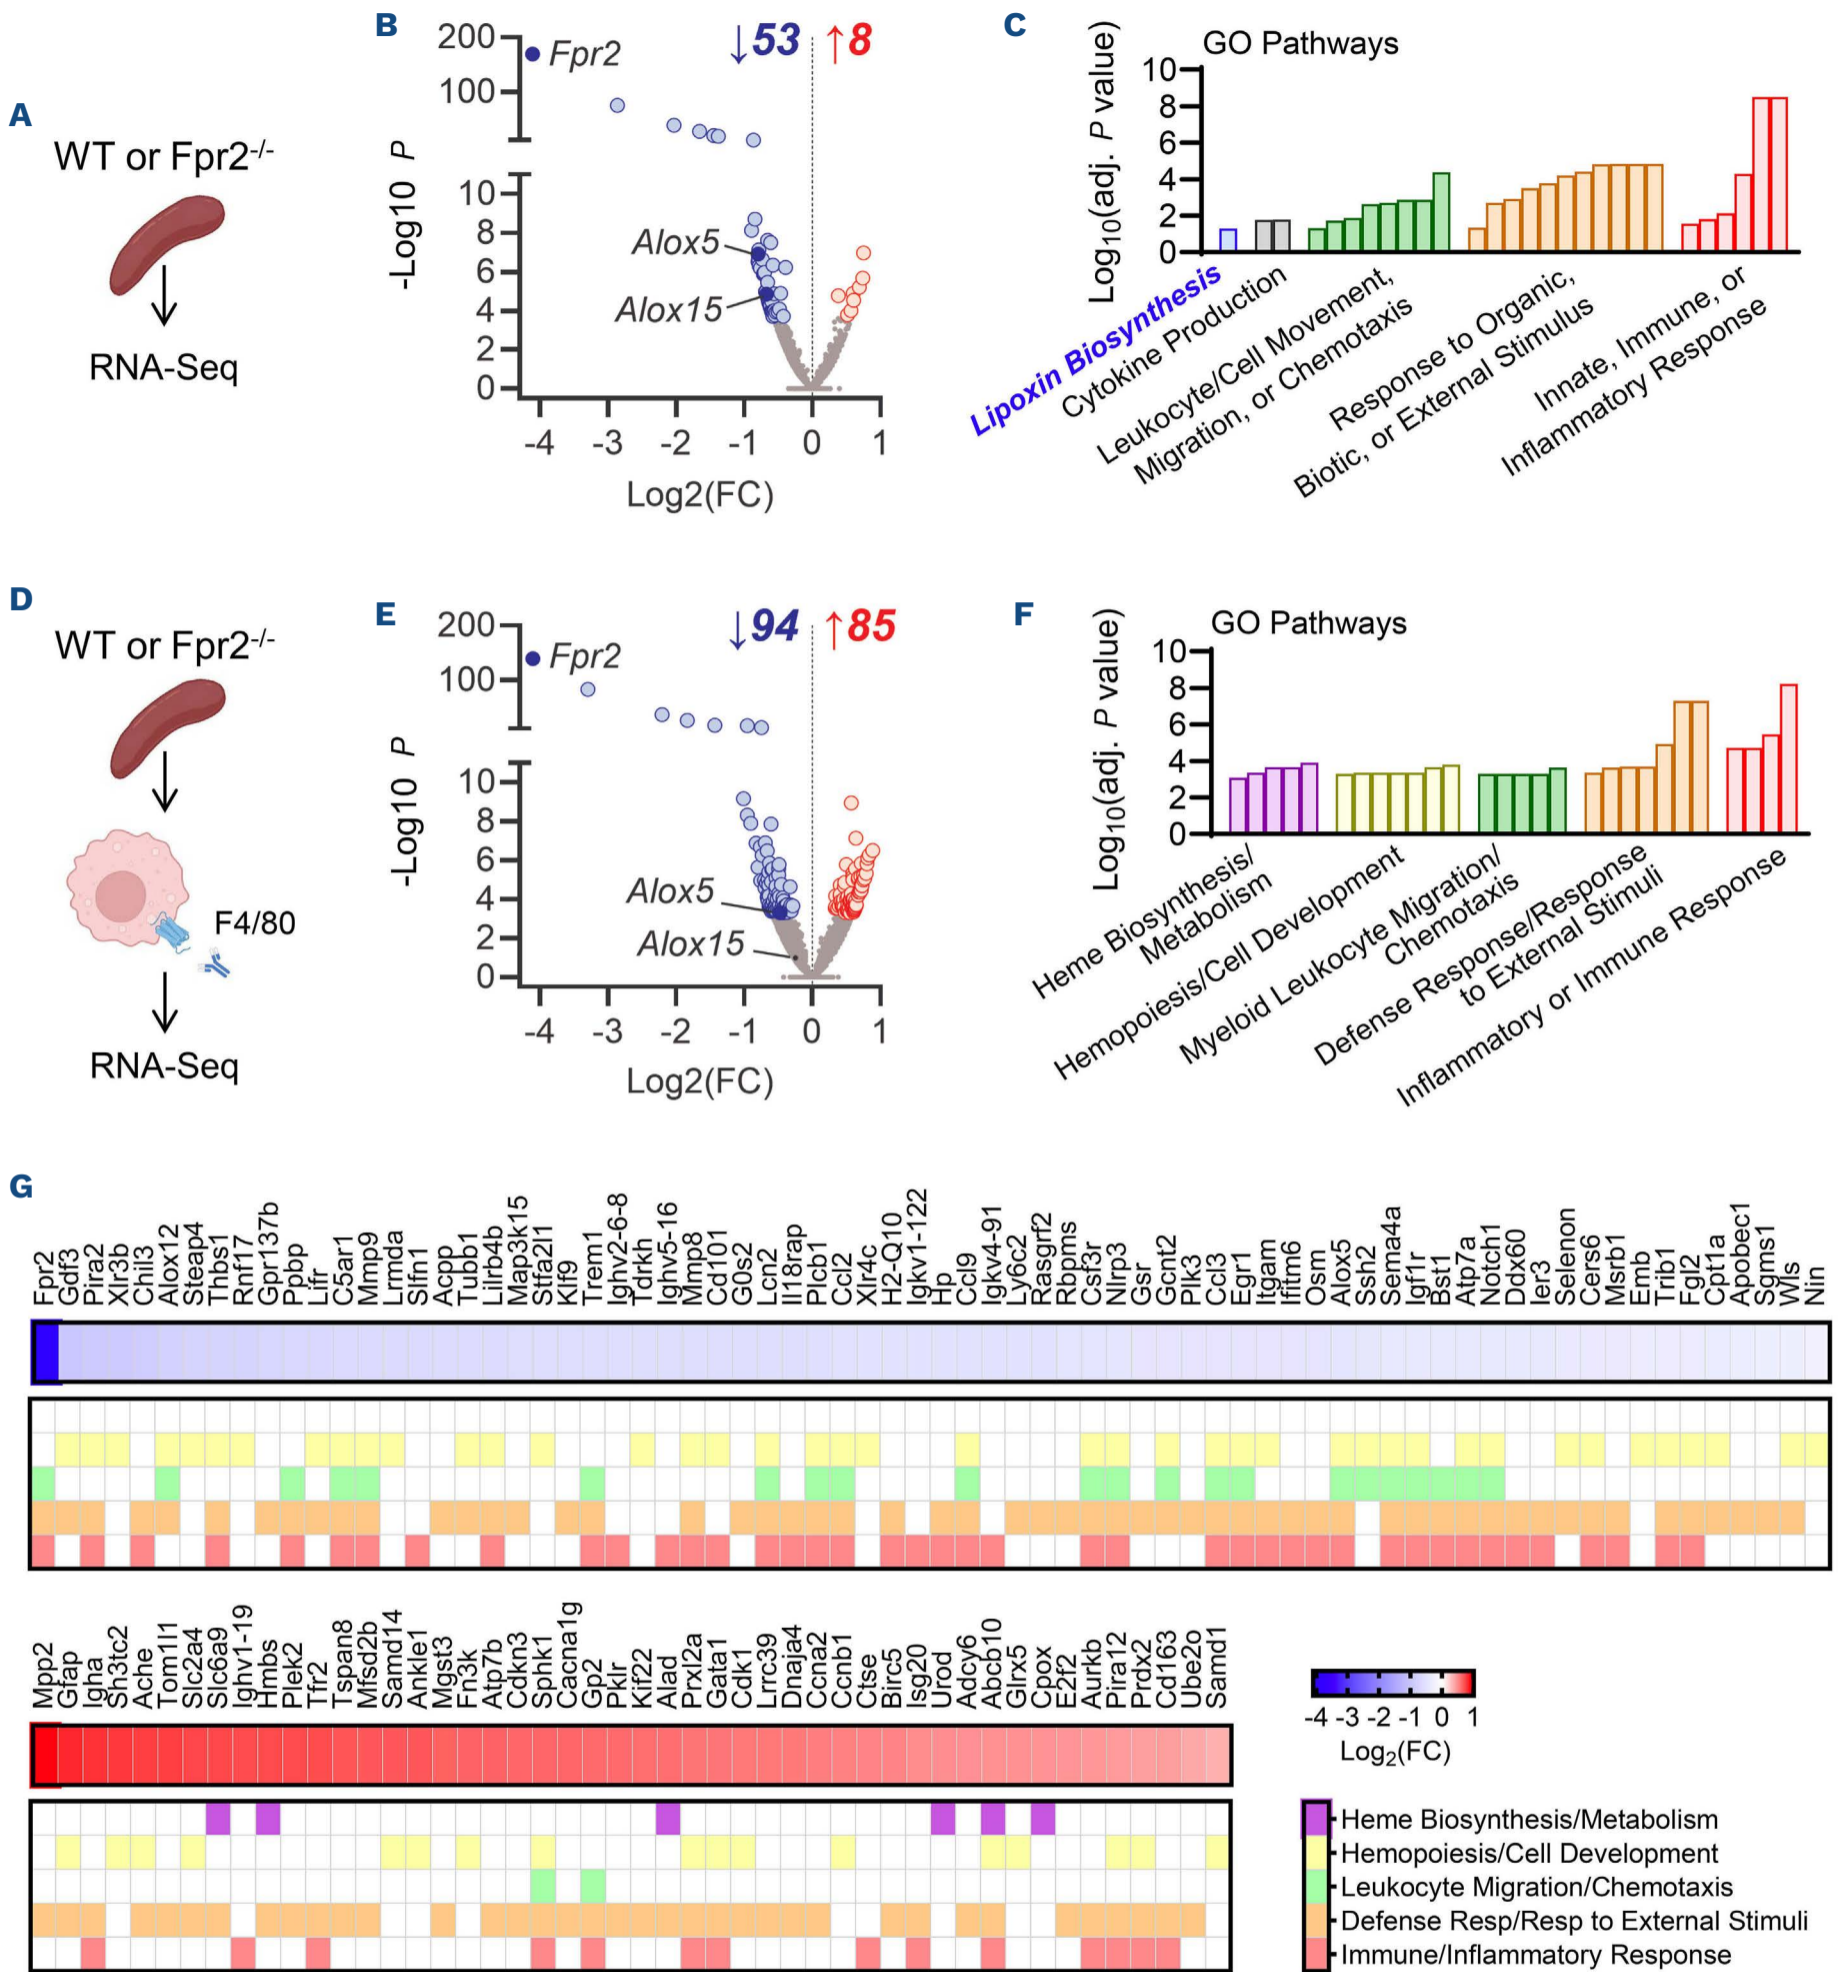 A
WT or Fpr2-/-
RNA-Seq
B
↓53 ↑8
200
100
10
8
6
4
2
0
Fpr2
Alox5
Alox15
-Log10 P
-4 -3 -2 -1 0 1
Log2(FC)
C
GO Pathways
Log10(adj. P value)
10
8
6
4
2
0
Lipoxin Biosynthesis
Cytokine Production
Leukocyte/Cell Movement,
Migration, or Chemotaxis
Response to Organic,
Biotic, or External Stimulus
Innate, Immune, or
Inflammatory Response
D
WT or Fpr2-/-
F4/80
RNA-Seq
E
↓94 ↑85
200
100
10
8
6
4
2
0
Fpr2
Alox5
Alox15
-Log10 P
-4 -3 -2 -1 0 1
Log2(FC)
F
GO Pathways
Log10(adj. P value)
10
8
6
4
2
0
Heme Biosynthesis/
Metabolism
Hemopoiesis/Cell Development
Myeloid Leukocyte Migration/
Chemotaxis
Defense Response/Response
to External Stimuli
Inflammatory or Immune Response
G
Fpr2
Gdf3
Pira2
Xlr3b
Chil3
Alox12
Steap4
Thbs1
Rnf17
Gpr137b
Ppbp
Lifr
C5ar1
Mmp9
Lrmda
Slfn1
Acpp
Tubb1
Lilrb4b
Map3k15
Stfa2l1
Klf9
Trem1
Ighv2-6-8
Tdrkh
Ighv5-16
Mmp8
Cd101
G0s2
Lcn2
Il18rap
Plcb1
Ccl2
Xlr4c
H2-Q10
Igkv1-122
Hp
Ccl9
Igkv4-91
Ly6c2
Rasgrf2
Rbpms
Csf3r
Nlrp3
Gsr
Gcnt2
Plk3
Ccl3
Egr1
Itgam
Ifitm6
Osm
Alox5
Ssh2
Sema4a
Igf1r
Bst1
Atp7a
Notch1
Ddx60
Ier3
Selenon
Cers6
Msrb1
Emb
Trib1
Fgl2
Cpt1a
Apobec1
Sgms1
Wls
Nin
Mpp2
Gfap
Igha
Sh3tc2
Ache
Tom1l1
Slc2a4
Slc6a9
Ighv1-19
Hmbs
Plek2
Tfr2
Tspan8
Mfsd2b
Samd14
Ankle1
Mgst3
Fn3k
Atp7b
Cdkn3
Sphk1
Cacna1g
Gp2
Pklr
Kif22
Alad
Prxl2a
Gata1
Cdk1
Lrrc39
Dnaja4
Ccna2
Ccnb1
Ctse
Birc5
Isg20
Urod
Adcy6
Abcb10
Glrx5
Cpox
E2f2
Aurkb
Pira12
Prdx2
Cd163
Ube2o
Samd1
-4 -3 -2 -1 0 1
Log2(FC)
Heme Biosynthesis/Metabolism
Hemopoiesis/Cell Development
Leukocyte Migration/Chemotaxis
Defense Resp/Resp to External Stimuli
Immune/Inflammatory Response